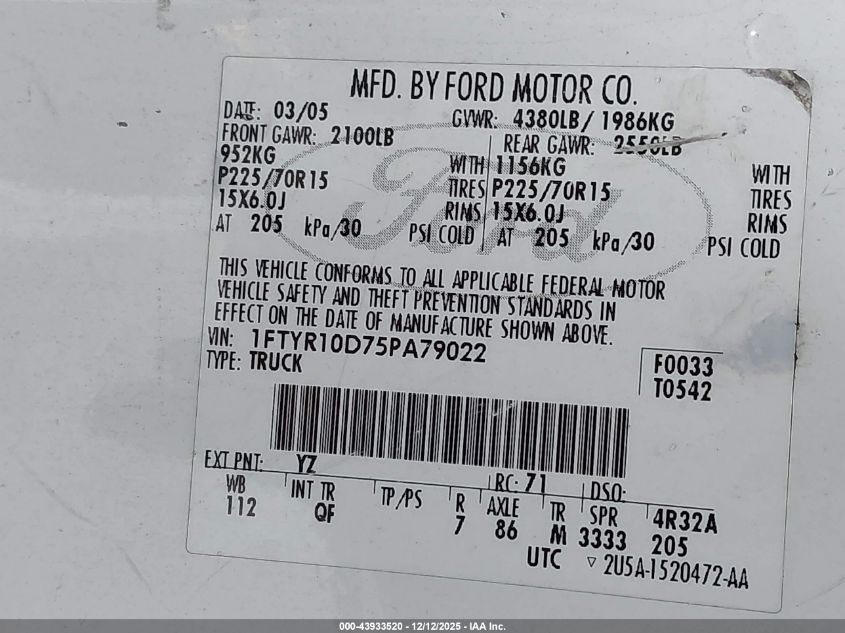 MFD. BY FORD MOTOR CO.
DATE: 03/05 GVWR: 4380LB/ 1986KG
FRONT GAWR: 2100LB REAR GAWR: 2550LB
952KG WITH 1156KG WITH
P225/70R15 TIRES P225/70R15 TIRES
15X6.0J RIMS 15X6.0J RIMS
AT 205 kPa/30 PSI COLD AT 205 kPa/30 PSI COLD
Ford
THIS VEHICLE CONFORMS TO ALL APPLICABLE FEDERAL MOTOR
VEHICLE SAFETY AND THEFT PREVENTION STANDARDS IN
EFFECT ON THE DATE OF MANUFACTURE SHOWN ABOVE.
VIN: 1FTYR10D75PA79022
TYPE: TRUCK
F0033
T0542
EXT PNT: YZ RC: 71 DSO:
WB INT TR TP/PS R AXLE TR SPR 4R32A
112 QF 7 86 M 3333 205
UTC ▿ 2U5A-1520472-AA
000-43933520 - 12/12/2025 - IAA Inc.